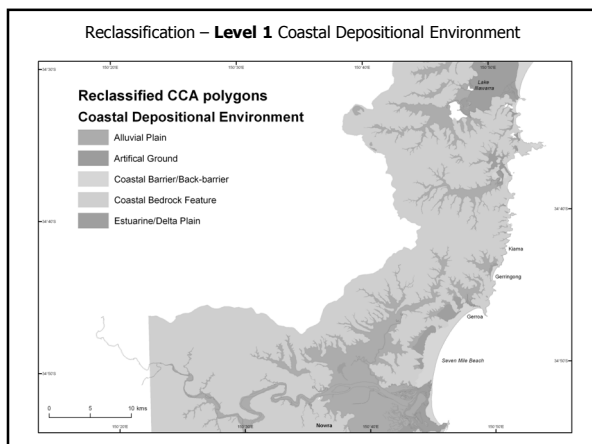 Reclassification – Level 1 Coastal Depositional Environment
Reclassified CCA polygons
Coastal Depositional Environment
Alluvial Plain
Artifical Ground
Coastal Barrier/Back-barrier
Coastal Bedrock Feature
Estuarine/Delta Plain
Lake
Illawarra
Kiama
Gerringong
Gerroa
Seven Mile Beach
Nowra
0 5 10 kms